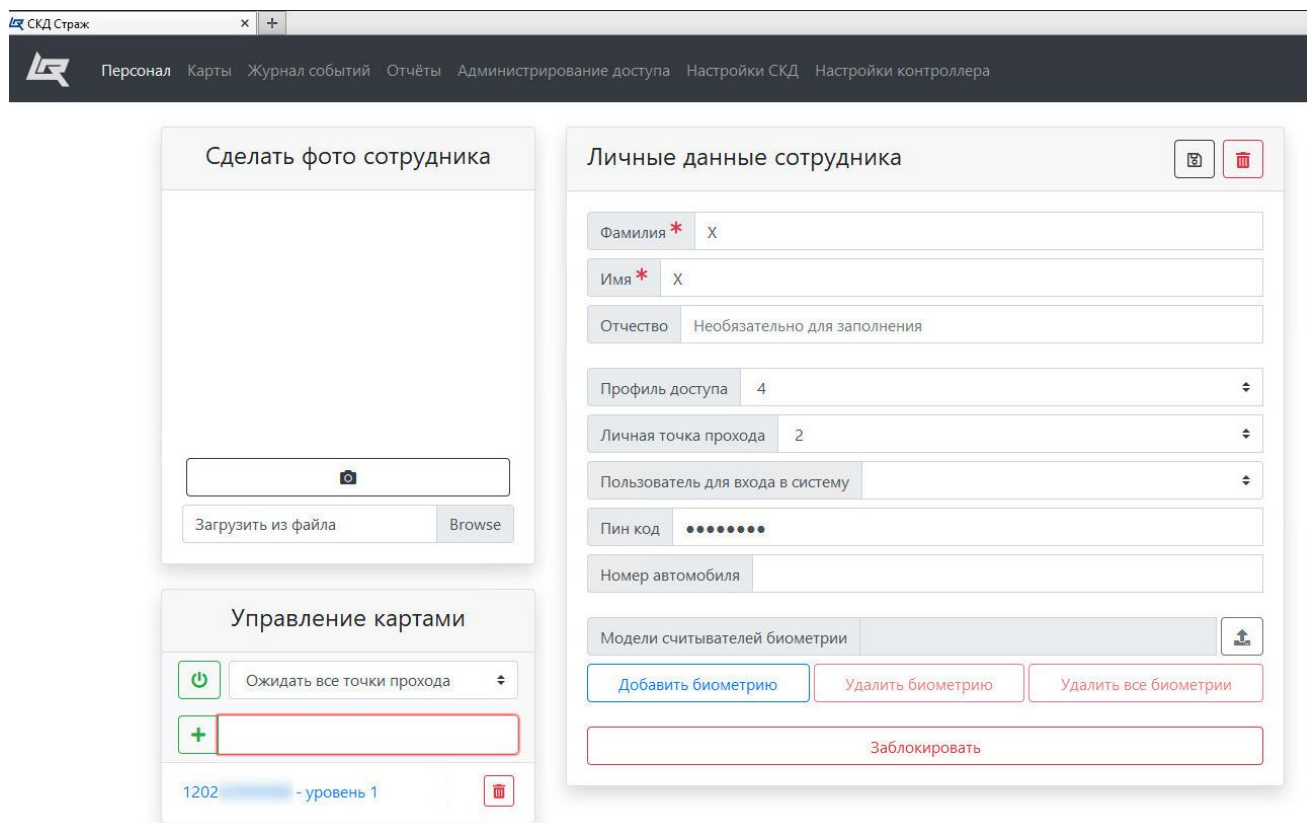 СКД Страж
Персонал Карты Журнал событий Отчёты Администрирование доступа Настройки СКД Настройки контроллера
Сделать фото сотрудника
Загрузить из файла Browse
Управление картами
Ожидать все точки прохода
1202 - уровень 1
Личные данные сотрудника
Фамилия * X
Имя * X
Отчество Необязательно для заполнения
Профиль доступа 4
Личная точка прохода 2
Пользователь для входа в систему
Пин код ●●●●●●●●
Номер автомобиля
Модели считывателей биометрии
Добавить биометрию Удалить биометрию Удалить все биометрии
Заблокировать